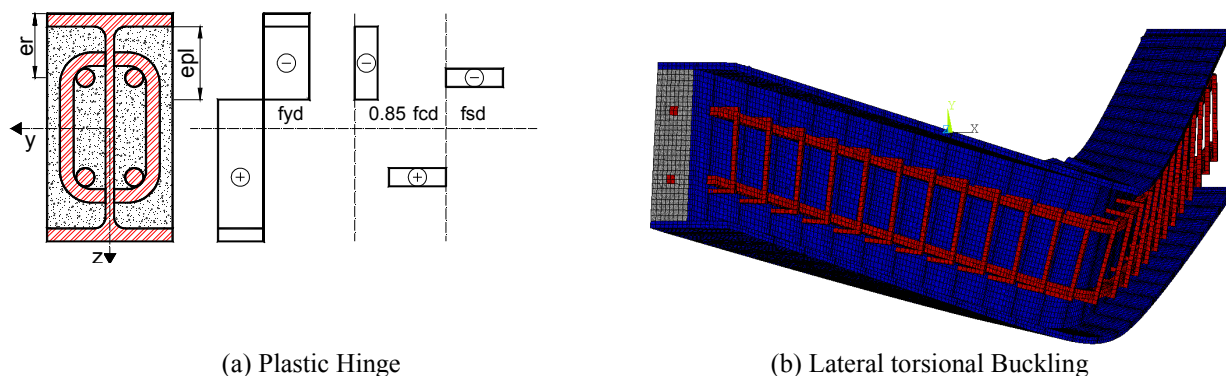 er
epl
y
z
fyd
0.85 fcd
fsd
Y
X
(a) Plastic Hinge
(b) Lateral torsional Buckling